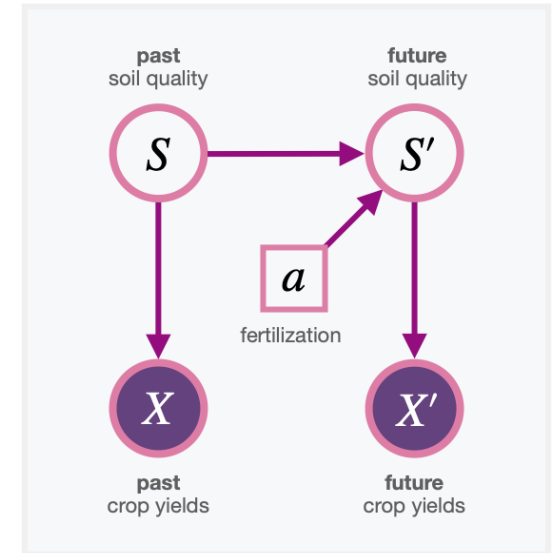 past
soil quality
future
soil quality
S
S′
a
fertilization
X
X′
past
crop yields
future
crop yields